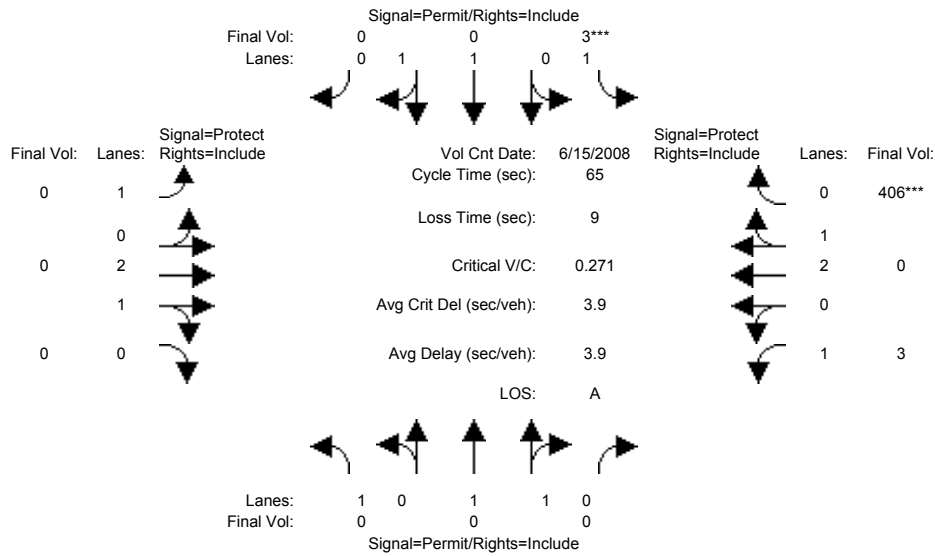 Signal=Permit/Rights=Include
Final Vol: 0 0 3***
Lanes: 0 1 1 0 1
Signal=Protect
Final Vol: Lanes: Rights=Include
Vol Cnt Date: 6/15/2008
Signal=Protect
Rights=Include Lanes: Final Vol:
Cycle Time (sec): 65
0 1 0 406***
Loss Time (sec): 9
0 1
0 2 Critical V/C: 0.271 2 0
1 Avg Crit Del (sec/veh): 3.9 0
0 0 Avg Delay (sec/veh): 3.9 1 3
LOS: A
Lanes: 1 0 1 1 0
Final Vol: 0 0 0
Signal=Permit/Rights=Include